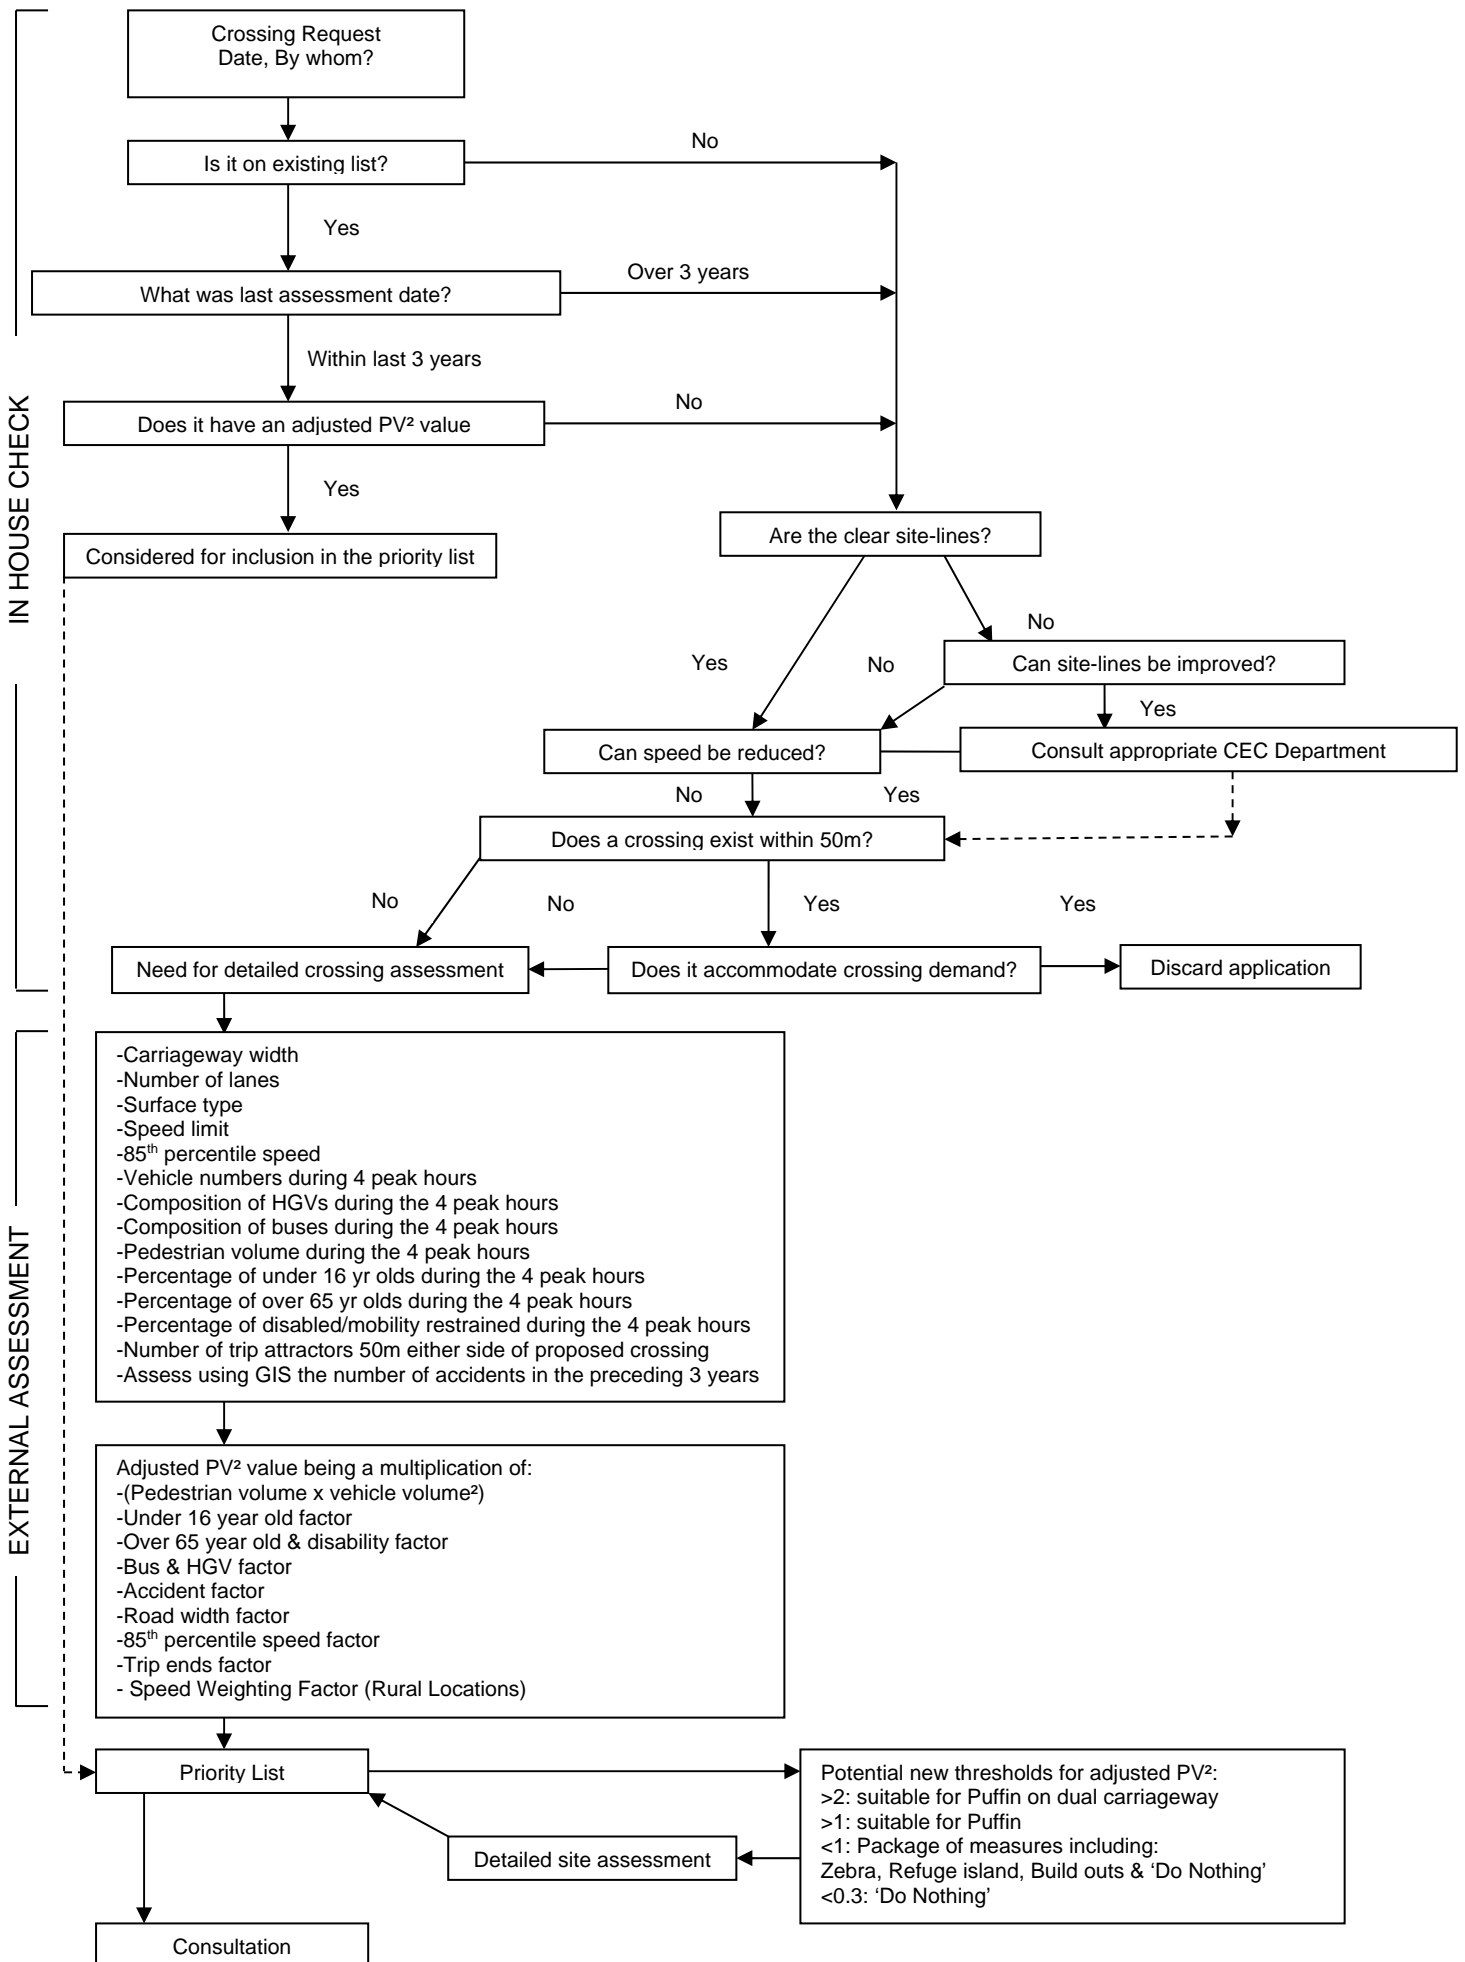 Crossing Request
Date, By whom?
No
Is it on existing list?
Yes
Over 3 years
What was last assessment date?
Within last 3 years
No
Does it have an adjusted PV² value
Yes
IN HOUSE CHECK
Are the clear site-lines?
Considered for inclusion in the priority list
No
Yes
No
Can site-lines be improved?
Yes
Can speed be reduced?
Consult appropriate CEC Department
No
Yes
Does a crossing exist within 50m?
No
No
Yes
Yes
Need for detailed crossing assessment
Does it accommodate crossing demand?
Discard application
EXTERNAL ASSESSMENT
-Carriageway width
-Number of lanes
-Surface type
-Speed limit
-85th percentile speed
-Vehicle numbers during 4 peak hours
-Composition of HGVs during the 4 peak hours
-Composition of buses during the 4 peak hours
-Pedestrian volume during the 4 peak hours
-Percentage of under 16 yr olds during the 4 peak hours
-Percentage of over 65 yr olds during the 4 peak hours
-Percentage of disabled/mobility restrained during the 4 peak hours
-Number of trip attractors 50m either side of proposed crossing
-Assess using GIS the number of accidents in the preceding 3 years
Adjusted PV² value being a multiplication of:
-(Pedestrian volume x vehicle volume²)
-Under 16 year old factor
-Over 65 year old & disability factor
-Bus & HGV factor
-Accident factor
-Road width factor
-85th percentile speed factor
-Trip ends factor
- Speed Weighting Factor (Rural Locations)
Priority List
Potential new thresholds for adjusted PV²:
>2: suitable for Puffin on dual carriageway
>1: suitable for Puffin
<1: Package of measures including:
Zebra, Refuge island, Build outs & ‘Do Nothing’
<0.3: ‘Do Nothing’
Detailed site assessment
Consultation